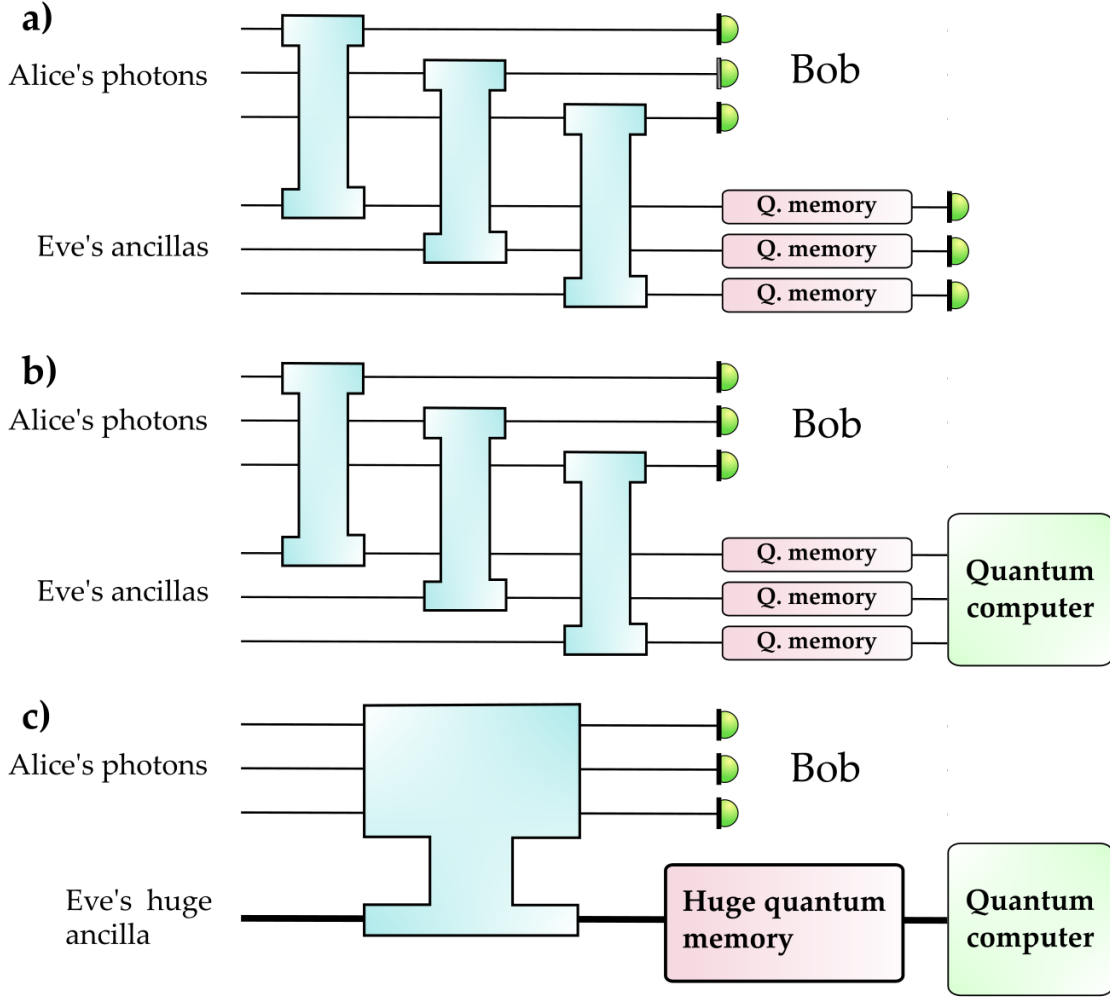 a)
Alice's photons
Bob
Eve's ancillas
Q. memory
Q. memory
Q. memory
b)
Alice's photons
Bob
Eve's ancillas
Q. memory
Q. memory
Q. memory
Quantum
computer
c)
Alice's photons
Bob
Eve's huge
ancilla
Huge quantum
memory
Quantum
computer